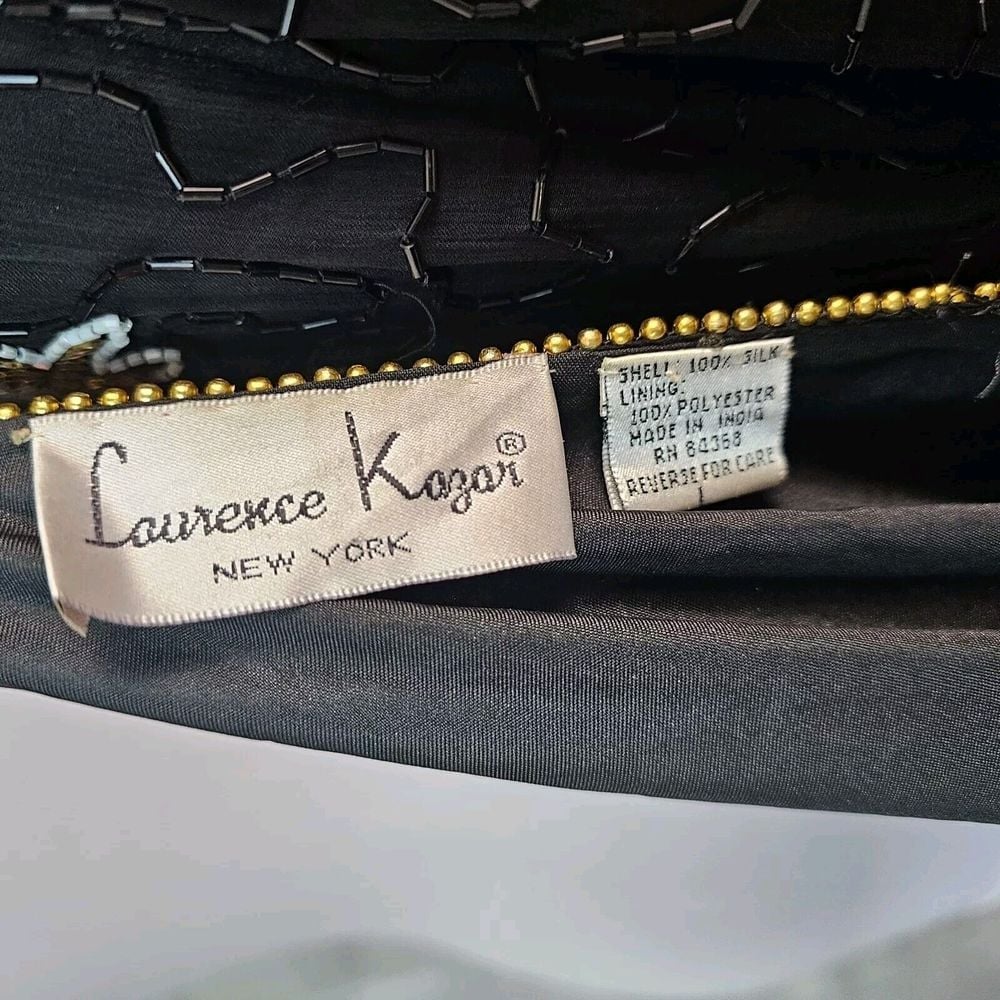 Laurence Kazar®
NEW YORK
SHELL: 100% SILK
LINING:
100% POLYESTER
MADE IN INDIA
RN 84368
REVERSE FOR CARE